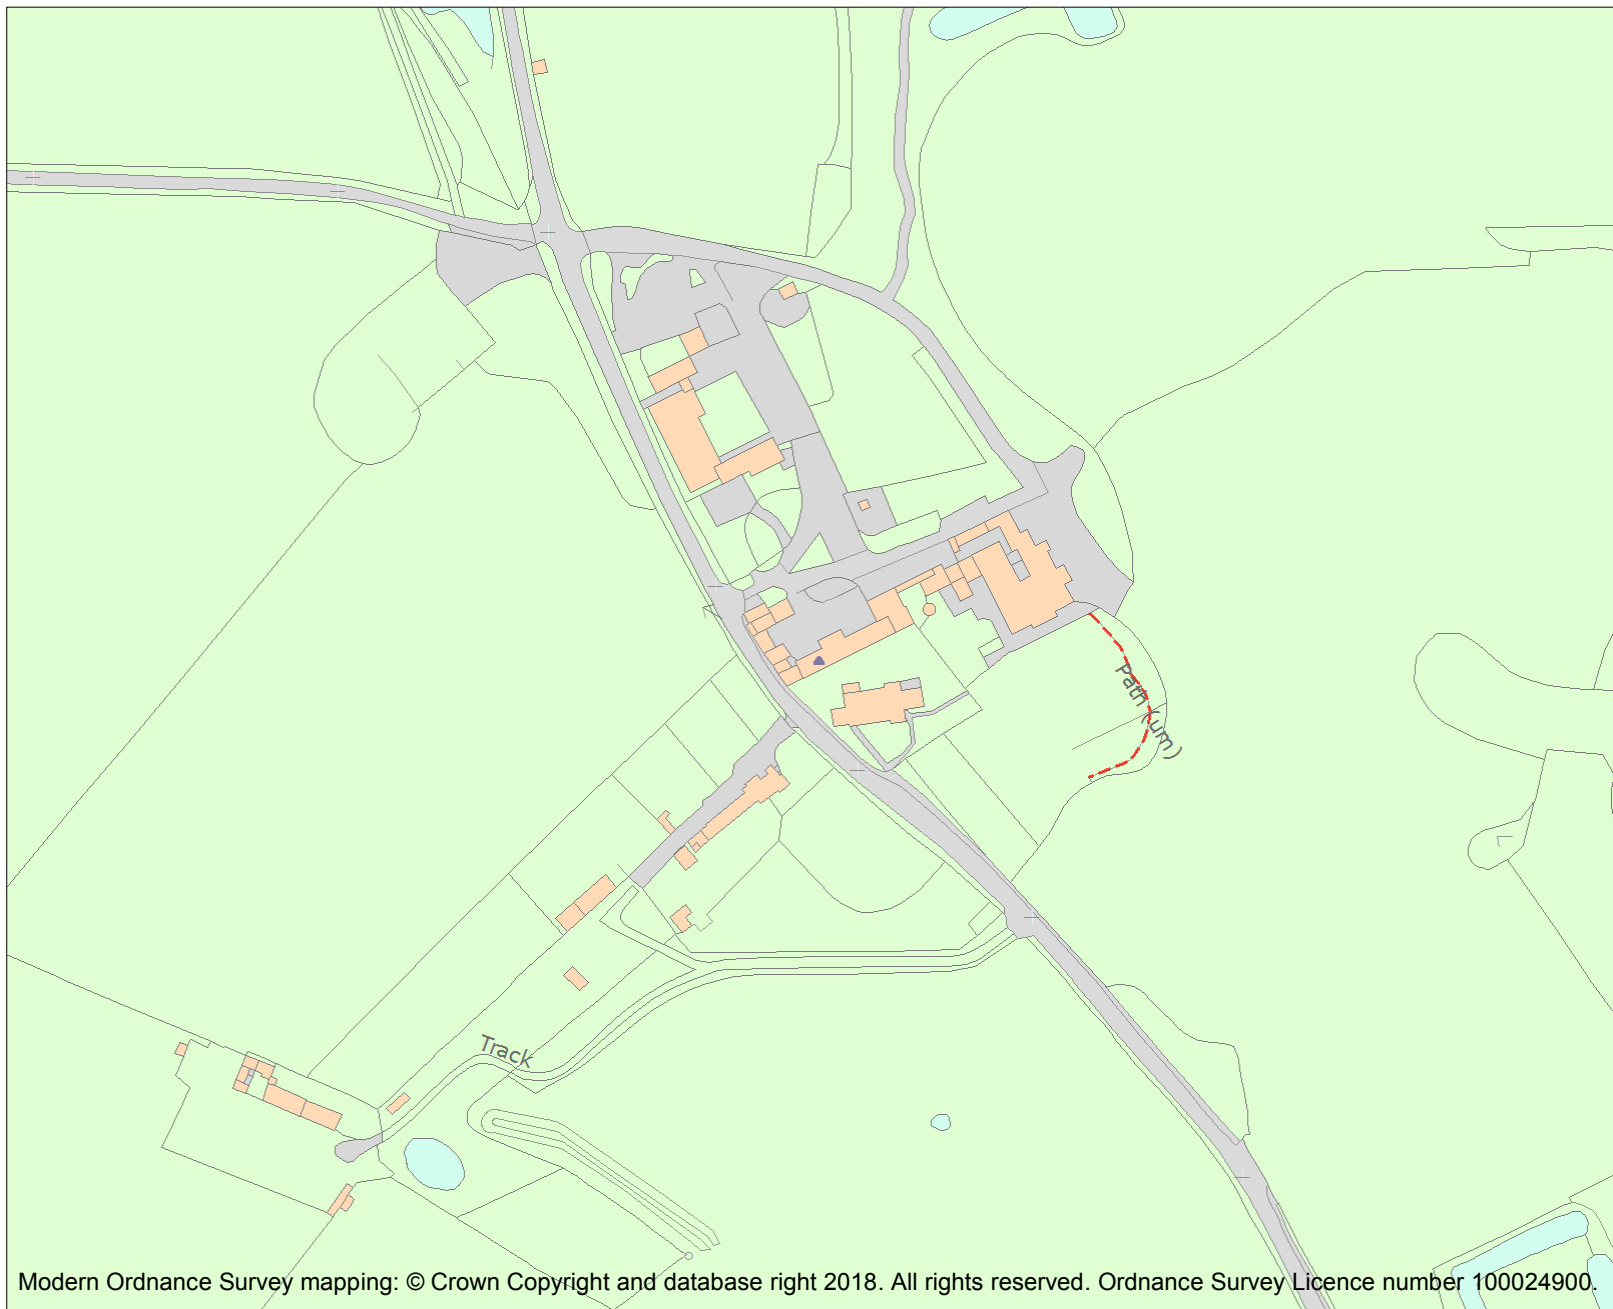 Path (um)
Track
Modern Ordnance Survey mapping: © Crown Copyright and database right 2018. All rights reserved. Ordnance Survey Licence number 100024900.